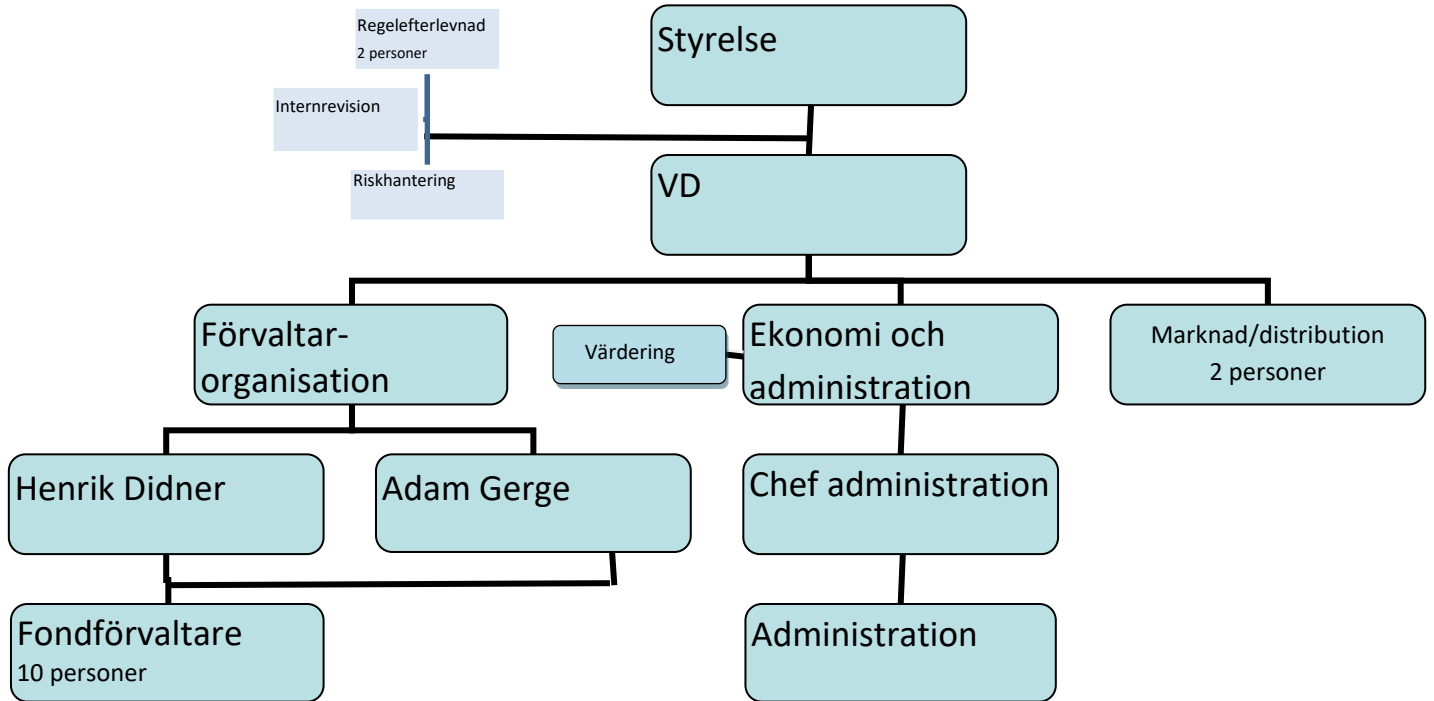 Regelefterlevnad
2 personer
Styrelse
Internrevision
Riskhantering
VD
Förvaltar-
organisation
Värdering
Ekonomi och
administration
Marknad/distribution
2 personer
Henrik Didner
Adam Gerge
Chef administration
Fondförvaltare
10 personer
Administration